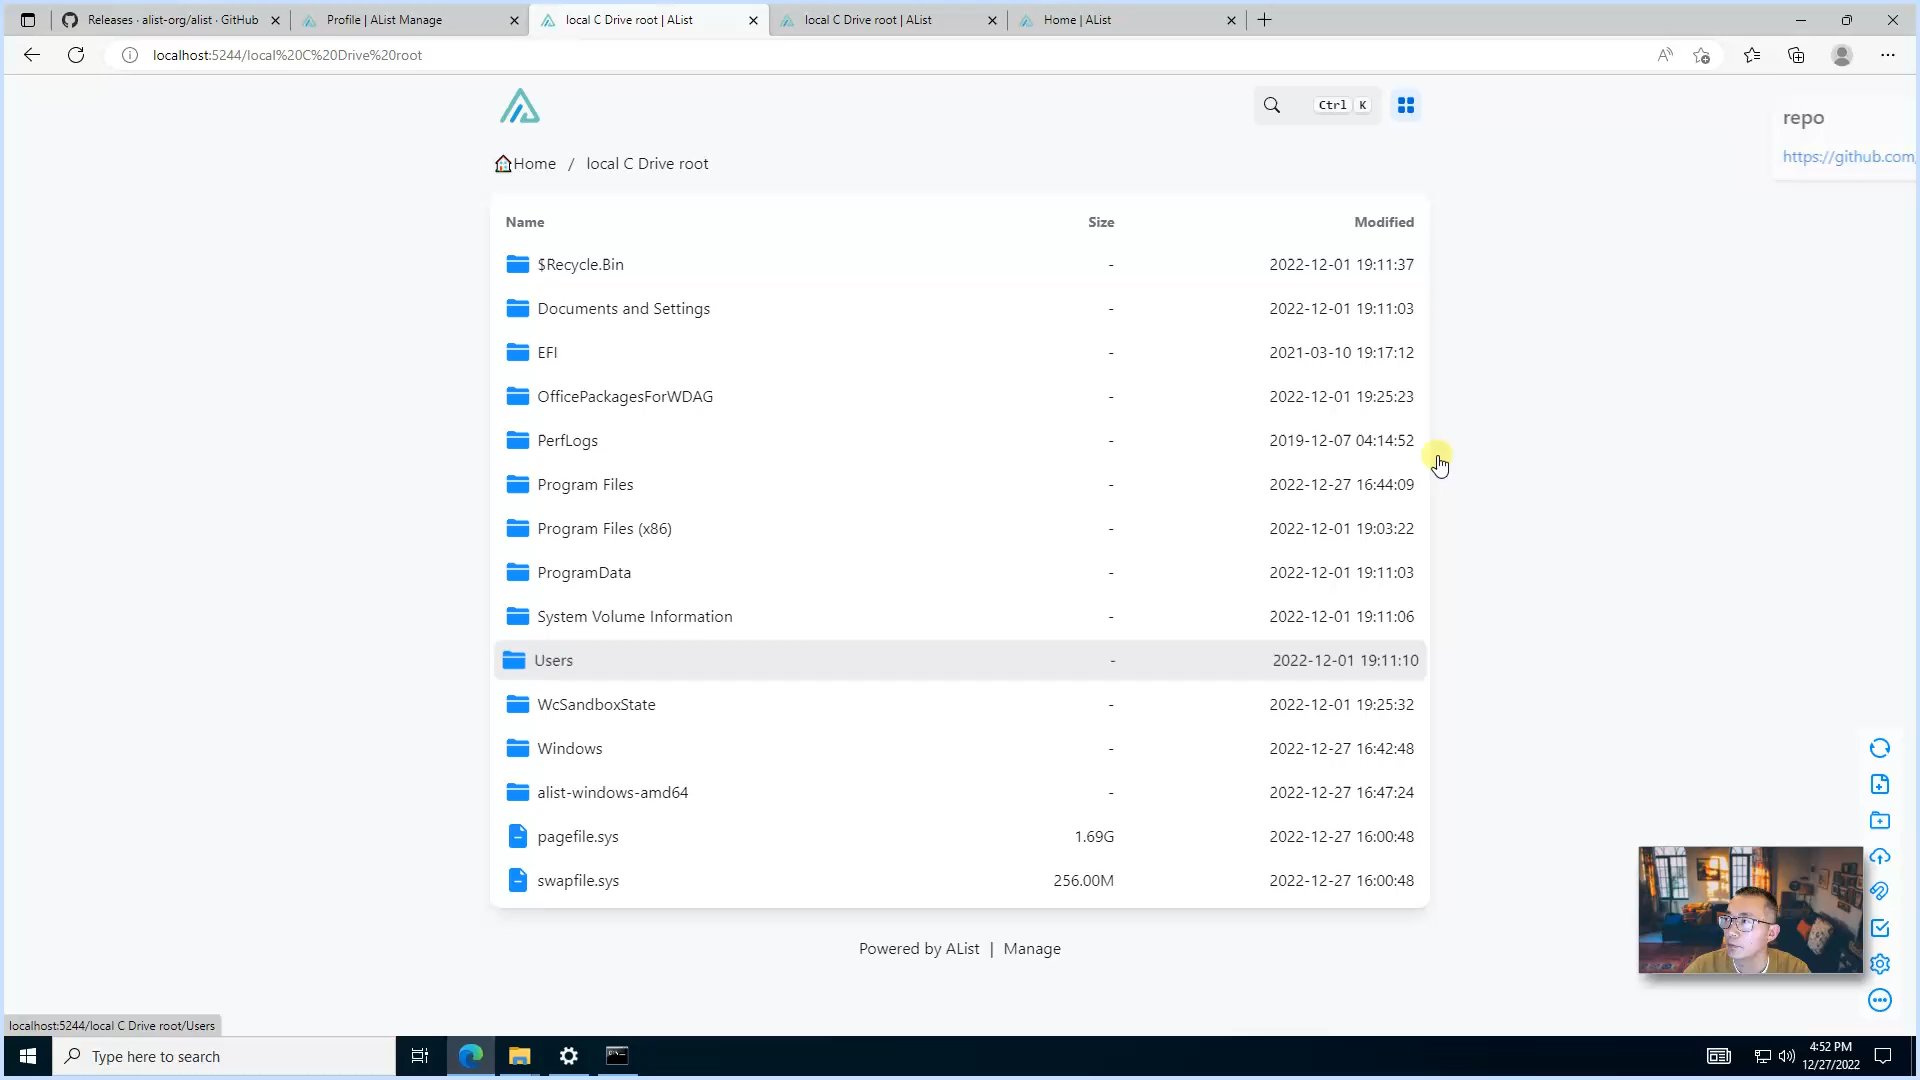 Releases · alist-org/alist · GitHub
Profile | AList Manage
local C Drive root | AList
local C Drive root | AList
Home | AList
localhost:5244/local%20C%20Drive%20root
Ctrl K
repo
https://github.com/
Home / local C Drive root
Name Size Modified
$Recycle.Bin - 2022-12-01 19:11:37
Documents and Settings - 2022-12-01 19:11:03
EFI - 2021-03-10 19:17:12
OfficePackagesForWDAG - 2022-12-01 19:25:23
PerfLogs - 2019-12-07 04:14:52
Program Files - 2022-12-27 16:44:09
Program Files (x86) - 2022-12-01 19:03:22
ProgramData - 2022-12-01 19:11:03
System Volume Information - 2022-12-01 19:11:06
Users - 2022-12-01 19:11:10
WcSandboxState - 2022-12-01 19:25:32
Windows - 2022-12-27 16:42:48
alist-windows-amd64 - 2022-12-27 16:47:24
pagefile.sys 1.69G 2022-12-27 16:00:48
swapfile.sys 256.00M 2022-12-27 16:00:48
Powered by AList | Manage
localhost:5244/local C Drive root/Users
Type here to search
4:52 PM
12/27/2022